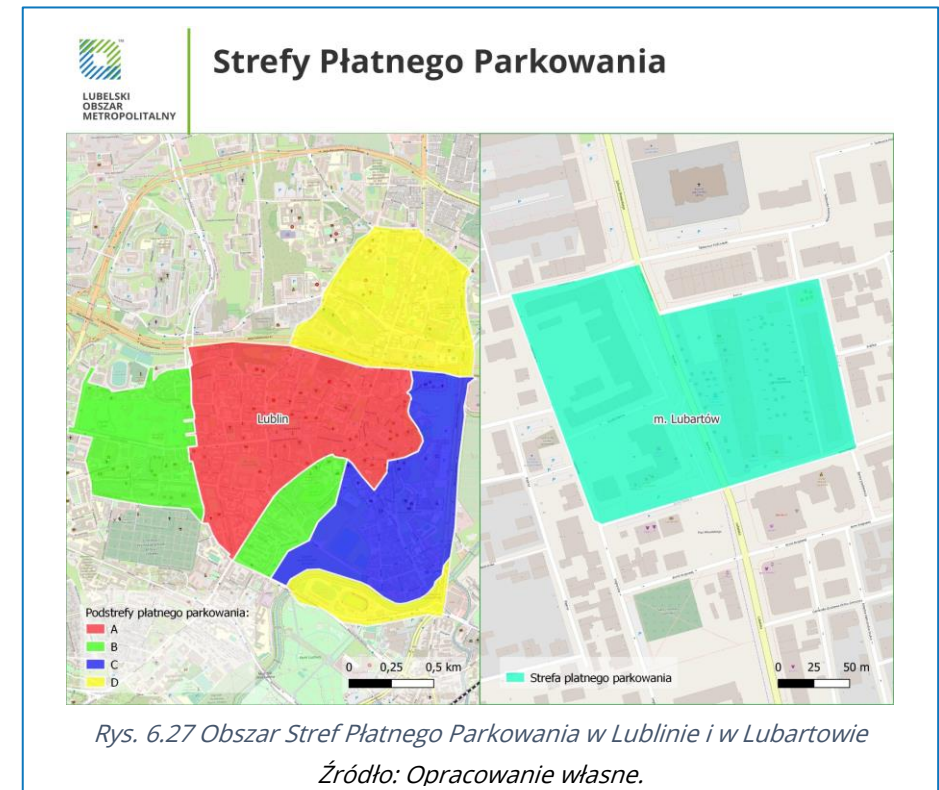 LUBELSKI
OBSZAR
METROPOLITALNY
Strefy Płatnego Parkowania
Lublin
m. Lubartów
Podstrefy płatnego parkowania:
A
B
C
D
0 0,25 0,5 km
Strefa płatnego parkowania
0 25 50 m
Rys. 6.27 Obszar Stref Płatnego Parkowania w Lublinie i w Lubartowie
Źródło: Opracowanie własne.